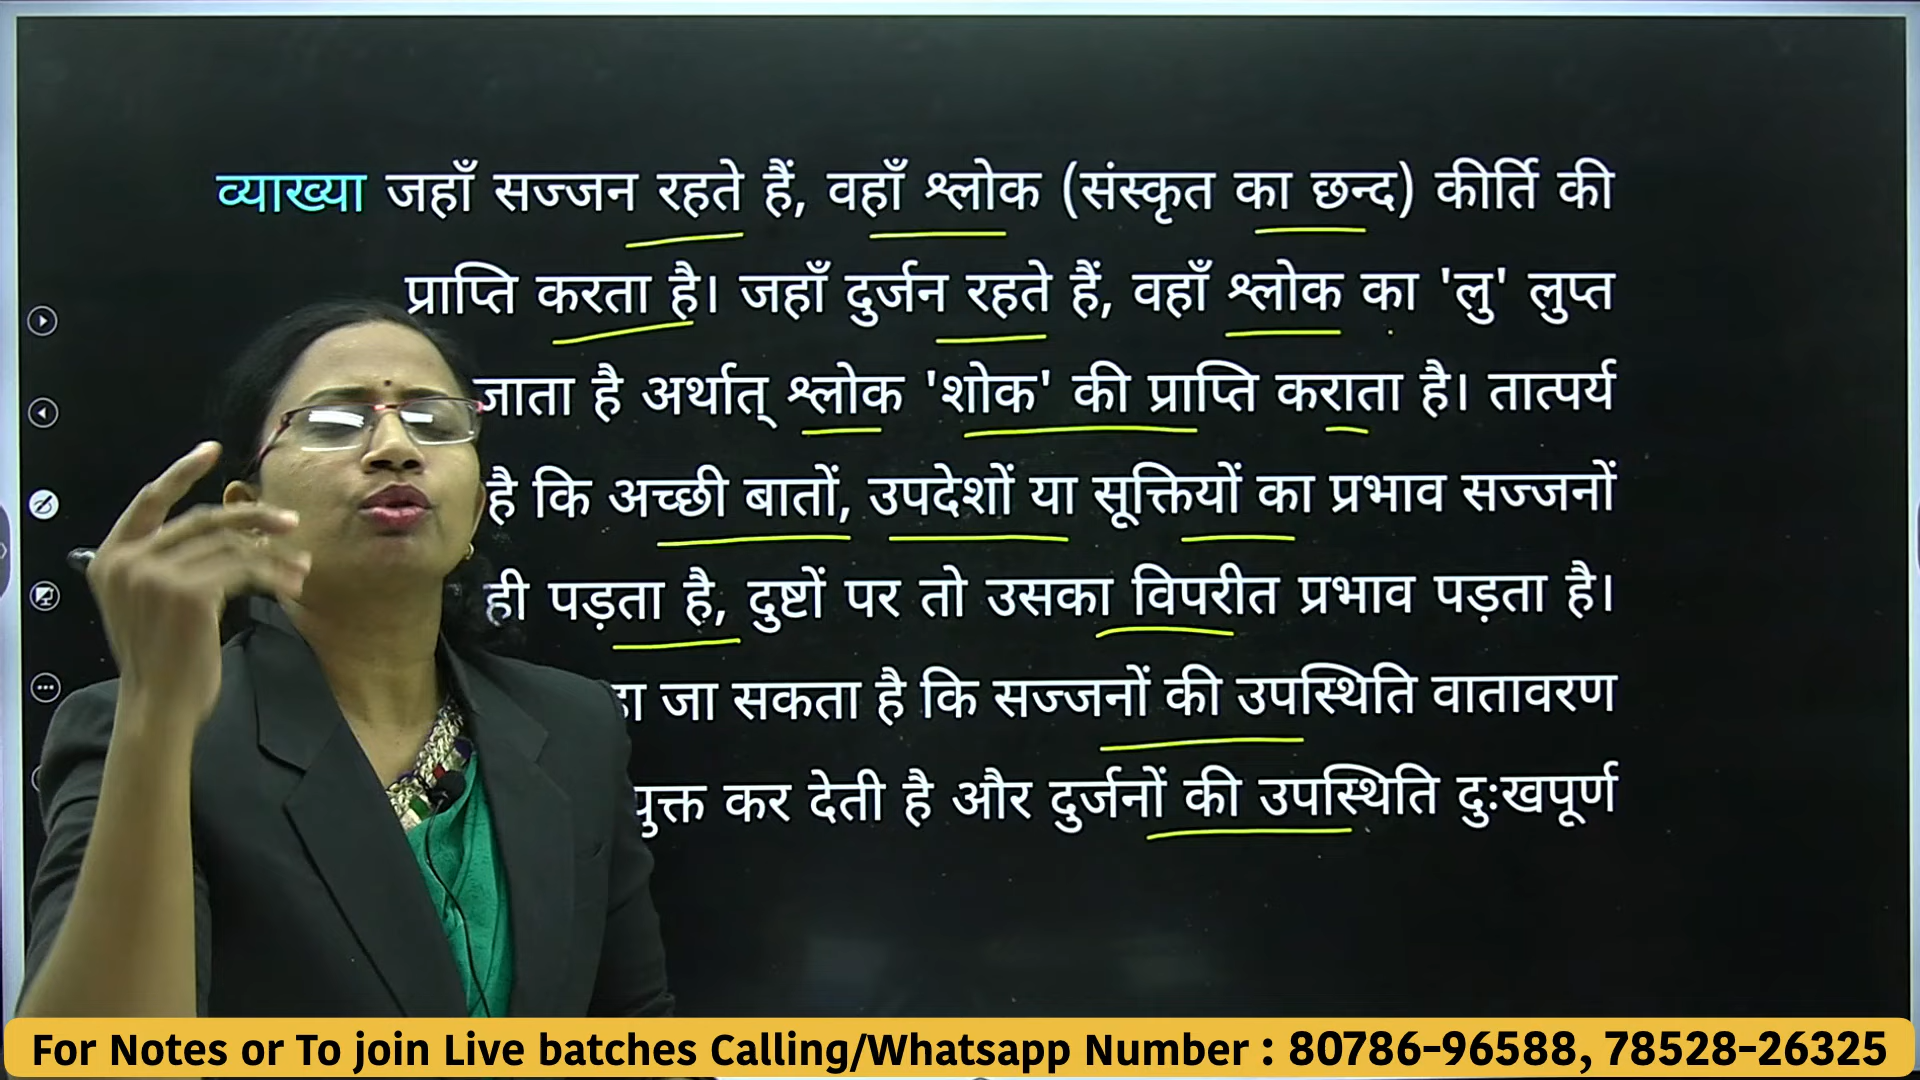 व्याख्या जहाँ सज्जन रहते हैं, वहाँ श्लोक (संस्कृत का छन्द) कीर्ति की
प्राप्ति करता है। जहाँ दुर्जन रहते हैं, वहाँ श्लोक का 'लु' लुप्त
जाता है अर्थात् श्लोक 'शोक' की प्राप्ति कराता है। तात्पर्य
है कि अच्छी बातों, उपदेशों या सूक्तियों का प्रभाव सज्जनों
ही पड़ता है, दुष्टों पर तो उसका विपरीत प्रभाव पड़ता है।
जा सकता है कि सज्जनों की उपस्थिति वातावरण
कर देती है और दुर्जनों की उपस्थिति दुःखपूर्ण
For Notes or To join Live batches Calling/Whatsapp Number : 80786-96588, 78528-26325